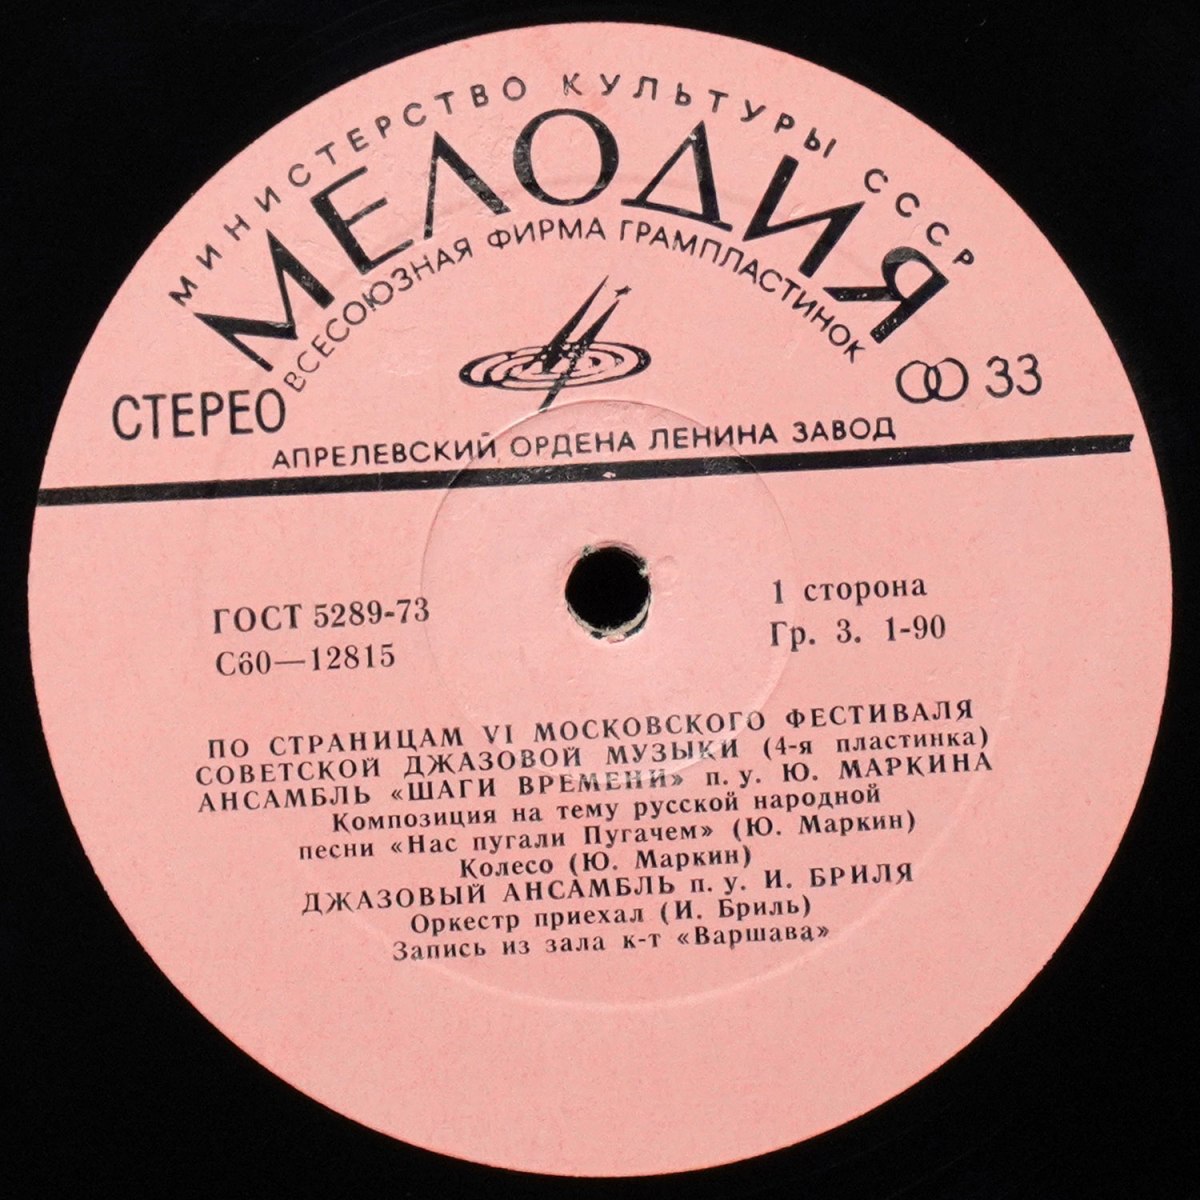 МИНИСТЕРСТВО КУЛЬТУРЫ СССР
МЕЛОДИЯ
ВСЕСОЮЗНАЯ ФИРМА ГРАМПЛАСТИНОК
СТЕРЕО
33
АПРЕЛЕВСКИЙ ОРДЕНА ЛЕНИНА ЗАВОД
ГОСТ 5289-73
С60—12815
1 сторона
Гр. 3. 1-90
ПО СТРАНИЦАМ VI МОСКОВСКОГО ФЕСТИВАЛЯ
СОВЕТСКОЙ ДЖАЗОВОЙ МУЗЫКИ (4-я пластинка)
АНСАМБЛЬ «ШАГИ ВРЕМЕНИ» п. у. Ю. МАРКИНА
Композиция на тему русской народной
песни «Нас пугали Пугачем» (Ю. Маркин)
Колесо (Ю. Маркин)
ДЖАЗОВЫЙ АНСАМБЛЬ п. у. И. БРИЛЯ
Оркестр приехал (И. Бриль)
Запись из зала к-т «Варшава»